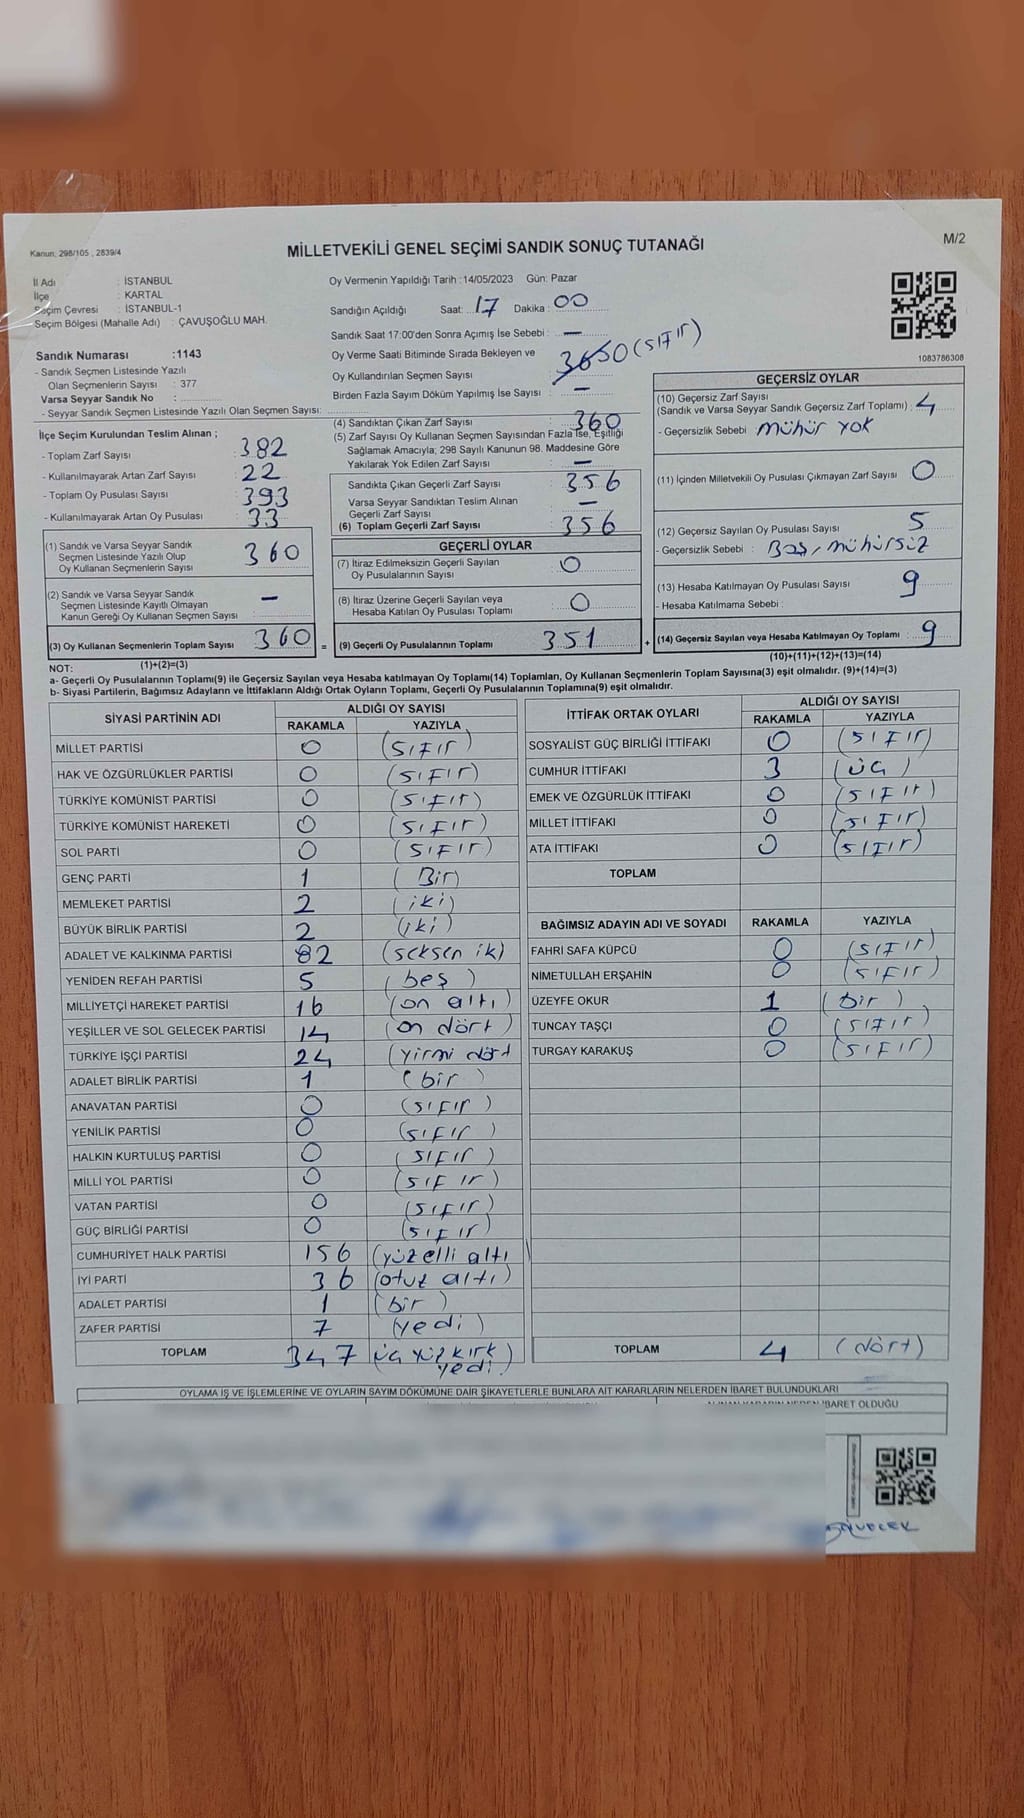 Kanun; 298/105 , 2839/4
MİLLETVEKİLİ GENEL SEÇİMİ SANDIK SONUÇ TUTANAĞI
M/2
İl Adı : İSTANBUL
İlçe : KARTAL
Seçim Çevresi : İSTANBUL-1
Seçim Bölgesi (Mahalle Adı) : ÇAVUŞOĞLU MAH.
Sandık Numarası :1143
- Sandık Seçmen Listesinde Yazılı
Olan Seçmenlerin Sayısı : 377
Varsa Seyyar Sandık No :
- Seyyar Sandık Seçmen Listesinde Yazılı Olan Seçmen Sayısı:
Oy Vermenin Yapıldığı Tarih :14/05/2023 Gün: Pazar
Sandığın Açıldığı Saat: 17 Dakika : 00
Sandık Saat 17:00'den Sonra Açımış İse Sebebi : —
Oy Verme Saati Bitiminde Sırada Bekleyen ve
Oy Kullandırılan Seçmen Sayısı 0 (SIFIR)
Birden Fazla Sayım Döküm Yapılmış İse Sayısı : —
1083786308
İlçe Seçim Kurulundan Teslim Alınan ;
- Toplam Zarf Sayısı : 382
- Kullanılmayarak Artan Zarf Sayısı : 22
- Toplam Oy Pusulası Sayısı : 393
- Kullanılmayarak Artan Oy Pusulası : 33
(1) Sandık ve Varsa Seyyar Sandık
Seçmen Listesinde Yazılı Olup
Oy Kullanan Seçmenlerin Sayısı : 360
(2) Sandık ve Varsa Seyyar Sandık
Seçmen Listesinde Kayıtlı Olmayan
Kanun Gereği Oy Kullanan Seçmen Sayısı : —
(3) Oy Kullanan Seçmenlerin Toplam Sayısı : 360 =
(1)+(2)=(3)
(4) Sandıktan Çıkan Zarf Sayısı : 360
(5) Zarf Sayısı Oy Kullanan Seçmen Sayısından Fazla İse, Eşitliği
Sağlamak Amacıyla; 298 Sayılı Kanunun 98. Maddesine Göre
Yakılarak Yok Edilen Zarf Sayısı : —
Sandıkta Çıkan Geçerli Zarf Sayısı : 356
Varsa Seyyar Sandıktan Teslim Alınan
Geçerli Zarf Sayısı : —
(6) Toplam Geçerli Zarf Sayısı : 356
GEÇERLİ OYLAR
(7) İtiraz Edilmeksizin Geçerli Sayılan
Oy Pusulalarının Sayısı : 0
(8) İtiraz Üzerine Geçerli Sayılan veya
Hesaba Katılan Oy Pusulası Toplamı : 0
(9) Geçerli Oy Pusulalarının Toplamı : 351 +
GEÇERSİZ OYLAR
(10) Geçersiz Zarf Sayısı
(Sandık ve Varsa Seyyar Sandık Geçersiz Zarf Toplamı) : 4
- Geçersizlik Sebebi : mühür yok
(11) İçinden Milletvekili Oy Pusulası Çıkmayan Zarf Sayısı : 0
(12) Geçersiz Sayılan Oy Pusulası Sayısı : 5
- Geçersizlik Sebebi : Boş, mühürsüz
(13) Hesaba Katılmayan Oy Pusulası Sayısı : 9
- Hesaba Katılmama Sebebi :
(14) Geçersiz Sayılan veya Hesaba Katılmayan Oy Toplamı : 9
(10)+(11)+(12)+(13)=(14)
NOT:
a- Geçerli Oy Pusulalarının Toplamı(9) ile Geçersiz Sayılan veya Hesaba katılmayan Oy Toplamı(14) Toplamları, Oy Kullanan Seçmenlerin Toplam Sayısına(3) eşit olmalıdır. (9)+(14)=(3)
b- Siyasi Partilerin, Bağımsız Adayların ve İttifakların Aldığı Ortak Oyların Toplamı, Geçerli Oy Pusulalarının Toplamına(9) eşit olmalıdır.
SİYASİ PARTİNİN ADI ALDIĞI OY SAYISI
RAKAMLA YAZIYLA
MİLLET PARTİSİ 0 (SIFIR)
HAK VE ÖZGÜRLÜKLER PARTİSİ 0 (SIFIR)
TÜRKİYE KOMÜNİST PARTİSİ 0 (SIFIR)
TÜRKİYE KOMÜNİST HAREKETİ 0 (SIFIR)
SOL PARTİ 0 (SIFIR)
GENÇ PARTİ 1 (Bir)
MEMLEKET PARTİSİ 2 (iki)
BÜYÜK BİRLİK PARTİSİ 2 (iki)
ADALET VE KALKINMA PARTİSİ 82 (seksen iki)
YENİDEN REFAH PARTİSİ 5 (beş)
MİLLİYETÇİ HAREKET PARTİSİ 16 (on altı)
YEŞİLLER VE SOL GELECEK PARTİSİ 14 (on dört)
TÜRKİYE İŞÇİ PARTİSİ 24 (yirmi dört
ADALET BİRLİK PARTİSİ 1 (bir)
ANAVATAN PARTİSİ 0 (SIFIR)
YENİLİK PARTİSİ 0 (SIFIR)
HALKIN KURTULUŞ PARTİSİ 0 (SIFIR)
MİLLİ YOL PARTİSİ 0 (SIFIR)
VATAN PARTİSİ 0 (SIFIR)
GÜÇ BİRLİĞİ PARTİSİ 0 (SIFIR)
CUMHURİYET HALK PARTİSİ 156 (yüzelli altı
İYİ PARTİ 36 (otuz altı)
ADALET PARTİSİ 1 (bir)
ZAFER PARTİSİ 7 (yedi)
TOPLAM 347 (üç yüz kırk
yedi)
İTTİFAK ORTAK OYLARI ALDIĞI OY SAYISI
RAKAMLA YAZIYLA
SOSYALİST GÜÇ BİRLİĞİ İTTİFAKI 0 (SIFIR)
CUMHUR İTTİFAKI 3 (üç)
EMEK VE ÖZGÜRLÜK İTTİFAKI 0 (SIFIR)
MİLLET İTTİFAKI 0 (SIFIR)
ATA İTTİFAKI 0 (SIFIR)
TOPLAM
BAĞIMSIZ ADAYIN ADI VE SOYADI RAKAMLA YAZIYLA
FAHRİ SAFA KÜPCÜ 0 (SIFIR)
NİMETULLAH ERŞAHİN 0 (SIFIR)
ÜZEYFE OKUR 1 (bir)
TUNCAY TAŞÇI 0 (SIFIR)
TURGAY KARAKUŞ 0 (SIFIR)
TOPLAM 4 (dört)
OYLAMA İŞ VE İŞLEMLERİNE VE OYLARIN SAYIM DÖKÜMÜNE DAİR ŞİKAYETLERLE BUNLARA AİT KARARLARIN NELERDEN İBARET BULUNDUKLARI
İBARET OLDUĞU